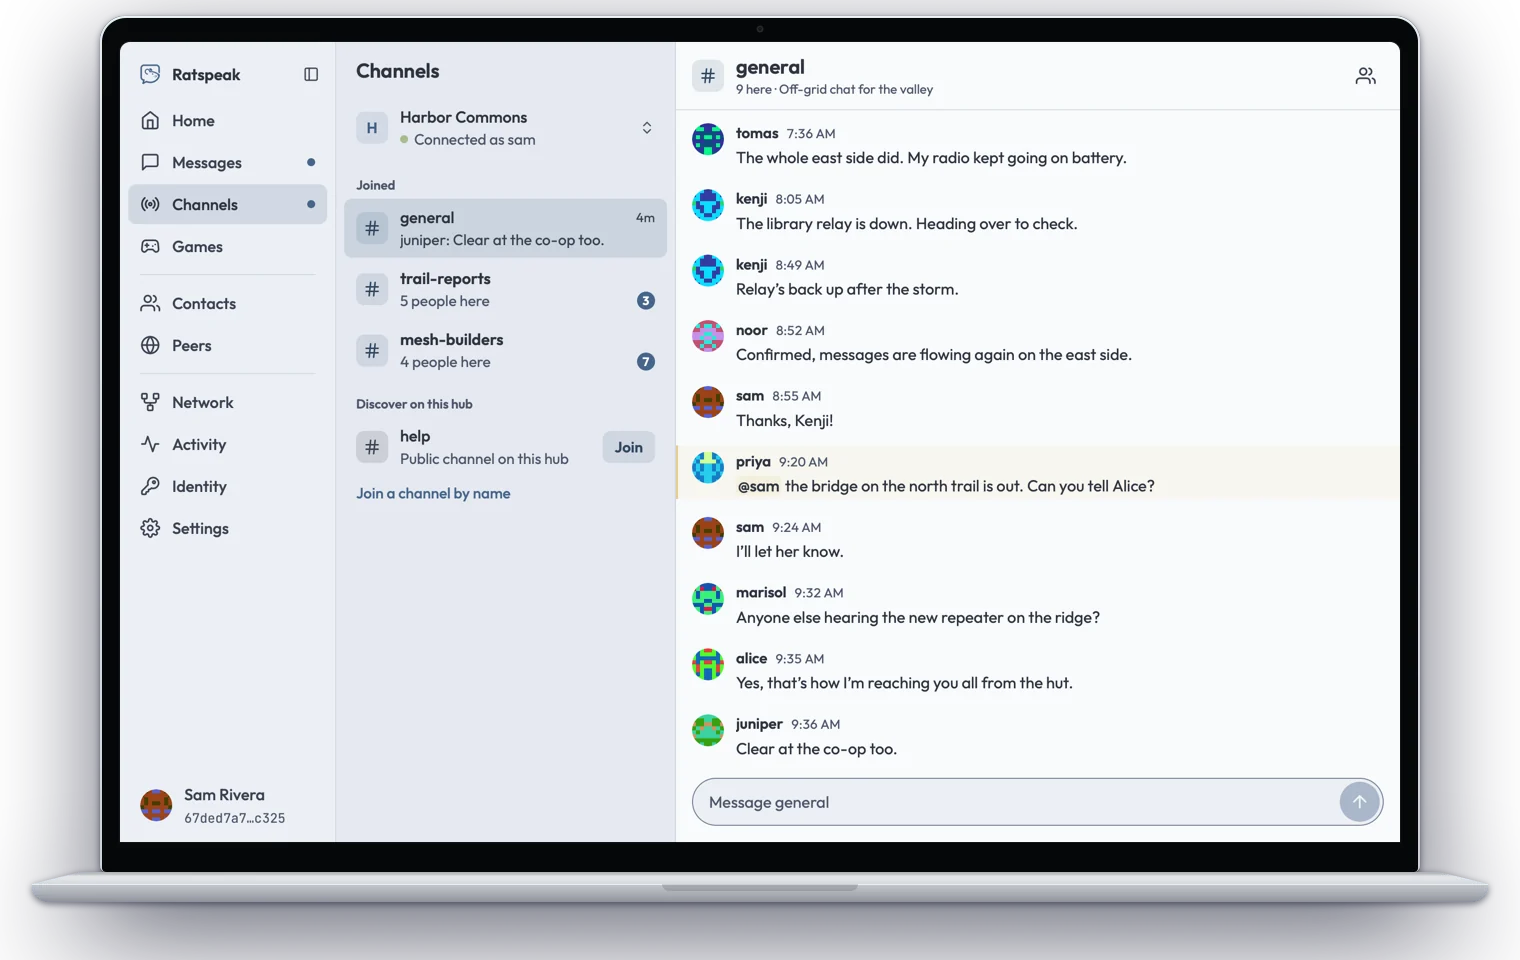 Ratspeak
Home
Messages
Channels
Games
Contacts
Peers
Network
Activity
Identity
Settings
Sam Rivera
67ded7a7…c325
Channels
H
Harbor Commons
Connected as sam
Joined
# general 4m
juniper: Clear at the co-op too.
# trail-reports
5 people here 3
# mesh-builders
4 people here 7
Discover on this hub
# help
Public channel on this hub
Join
Join a channel by name
# general
9 here · Off-grid chat for the valley
tomas 7:36 AM
The whole east side did. My radio kept going on battery.
kenji 8:05 AM
The library relay is down. Heading over to check.
kenji 8:49 AM
Relay’s back up after the storm.
noor 8:52 AM
Confirmed, messages are flowing again on the east side.
sam 8:55 AM
Thanks, Kenji!
priya 9:20 AM
@sam the bridge on the north trail is out. Can you tell Alice?
sam 9:24 AM
I’ll let her know.
marisol 9:32 AM
Anyone else hearing the new repeater on the ridge?
alice 9:35 AM
Yes, that’s how I’m reaching you all from the hut.
juniper 9:36 AM
Clear at the co-op too.
Message general